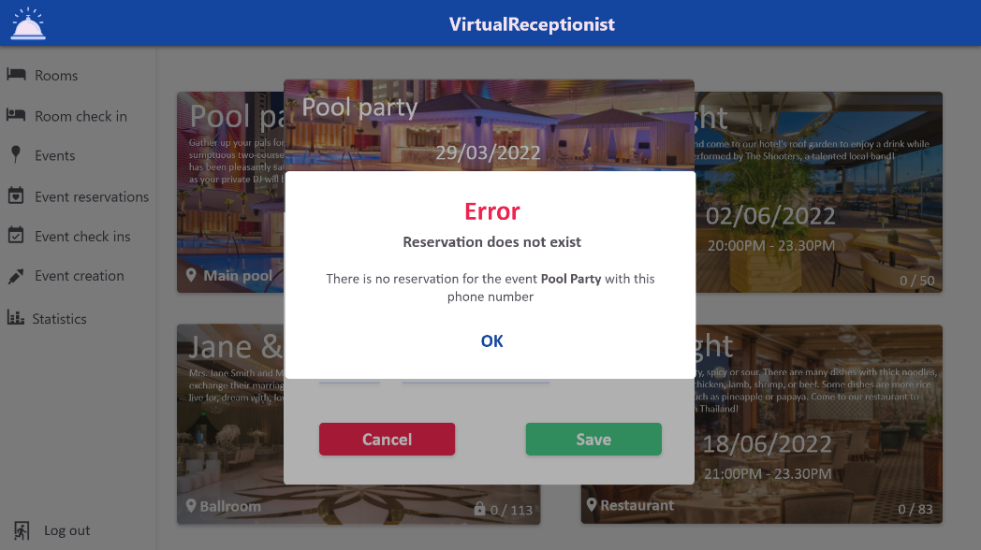 VirtualReceptionist
Rooms
Room check in
Events
Event reservations
Event check ins
Event creation
Statistics
Log out
Pool pa
Gather up your pals for
sumptuous two-course
has been pleasantly sa
as your private DJ will
Main pool
Pool party
29/03/2022
ght
nd come to our hotel's root garden to enjoy a drink while
erformed by The Shooters, a talented local band!
02/06/2022
20:00PM - 23.30PM
0 / 50
Error
Reservation does not exist
There is no reservation for the event Pool Party with this
phone number
OK
Cancel
Save
Jane &
Mrs. Jane Smith and M
exchange their marriag
live for, dream with, lo
Ballroom
0 / 113
ght
y, spicy or sour. There are many dishes with thick noodles,
chicken, lamb, shrimp, or beef. Some dishes are more rice
uch as pineapple or papaya. Come to our restaurant to
n Thailand!
18/06/2022
21:00PM - 23.30PM
Restaurant
0 / 83